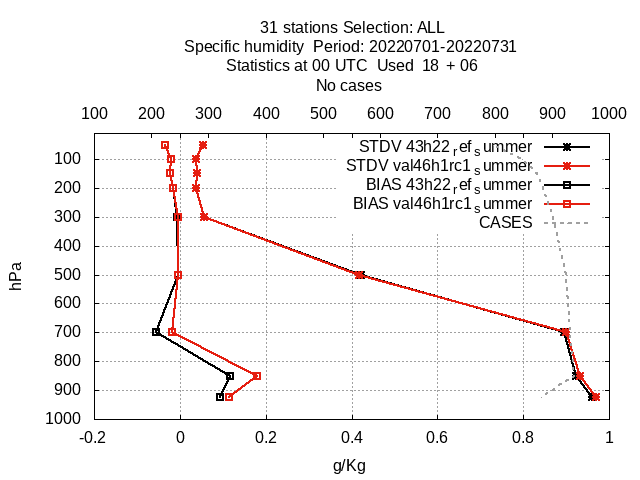 31 stations Selection: ALL
Specific humidity  Period: 20220701-20220731
Statistics at 00 UTC  Used  18  + 06
No cases
100 200 300 400 500 600 700 800 900 1000
STDV 43h22_ref_summer
STDV val46h1rc1_summer
BIAS 43h22_ref_summer
BIAS val46h1rc1_summer
CASES
100
200
300
400
500
600
700
800
900
1000
hPa
-0.2 0 0.2 0.4 0.6 0.8 1
g/Kg